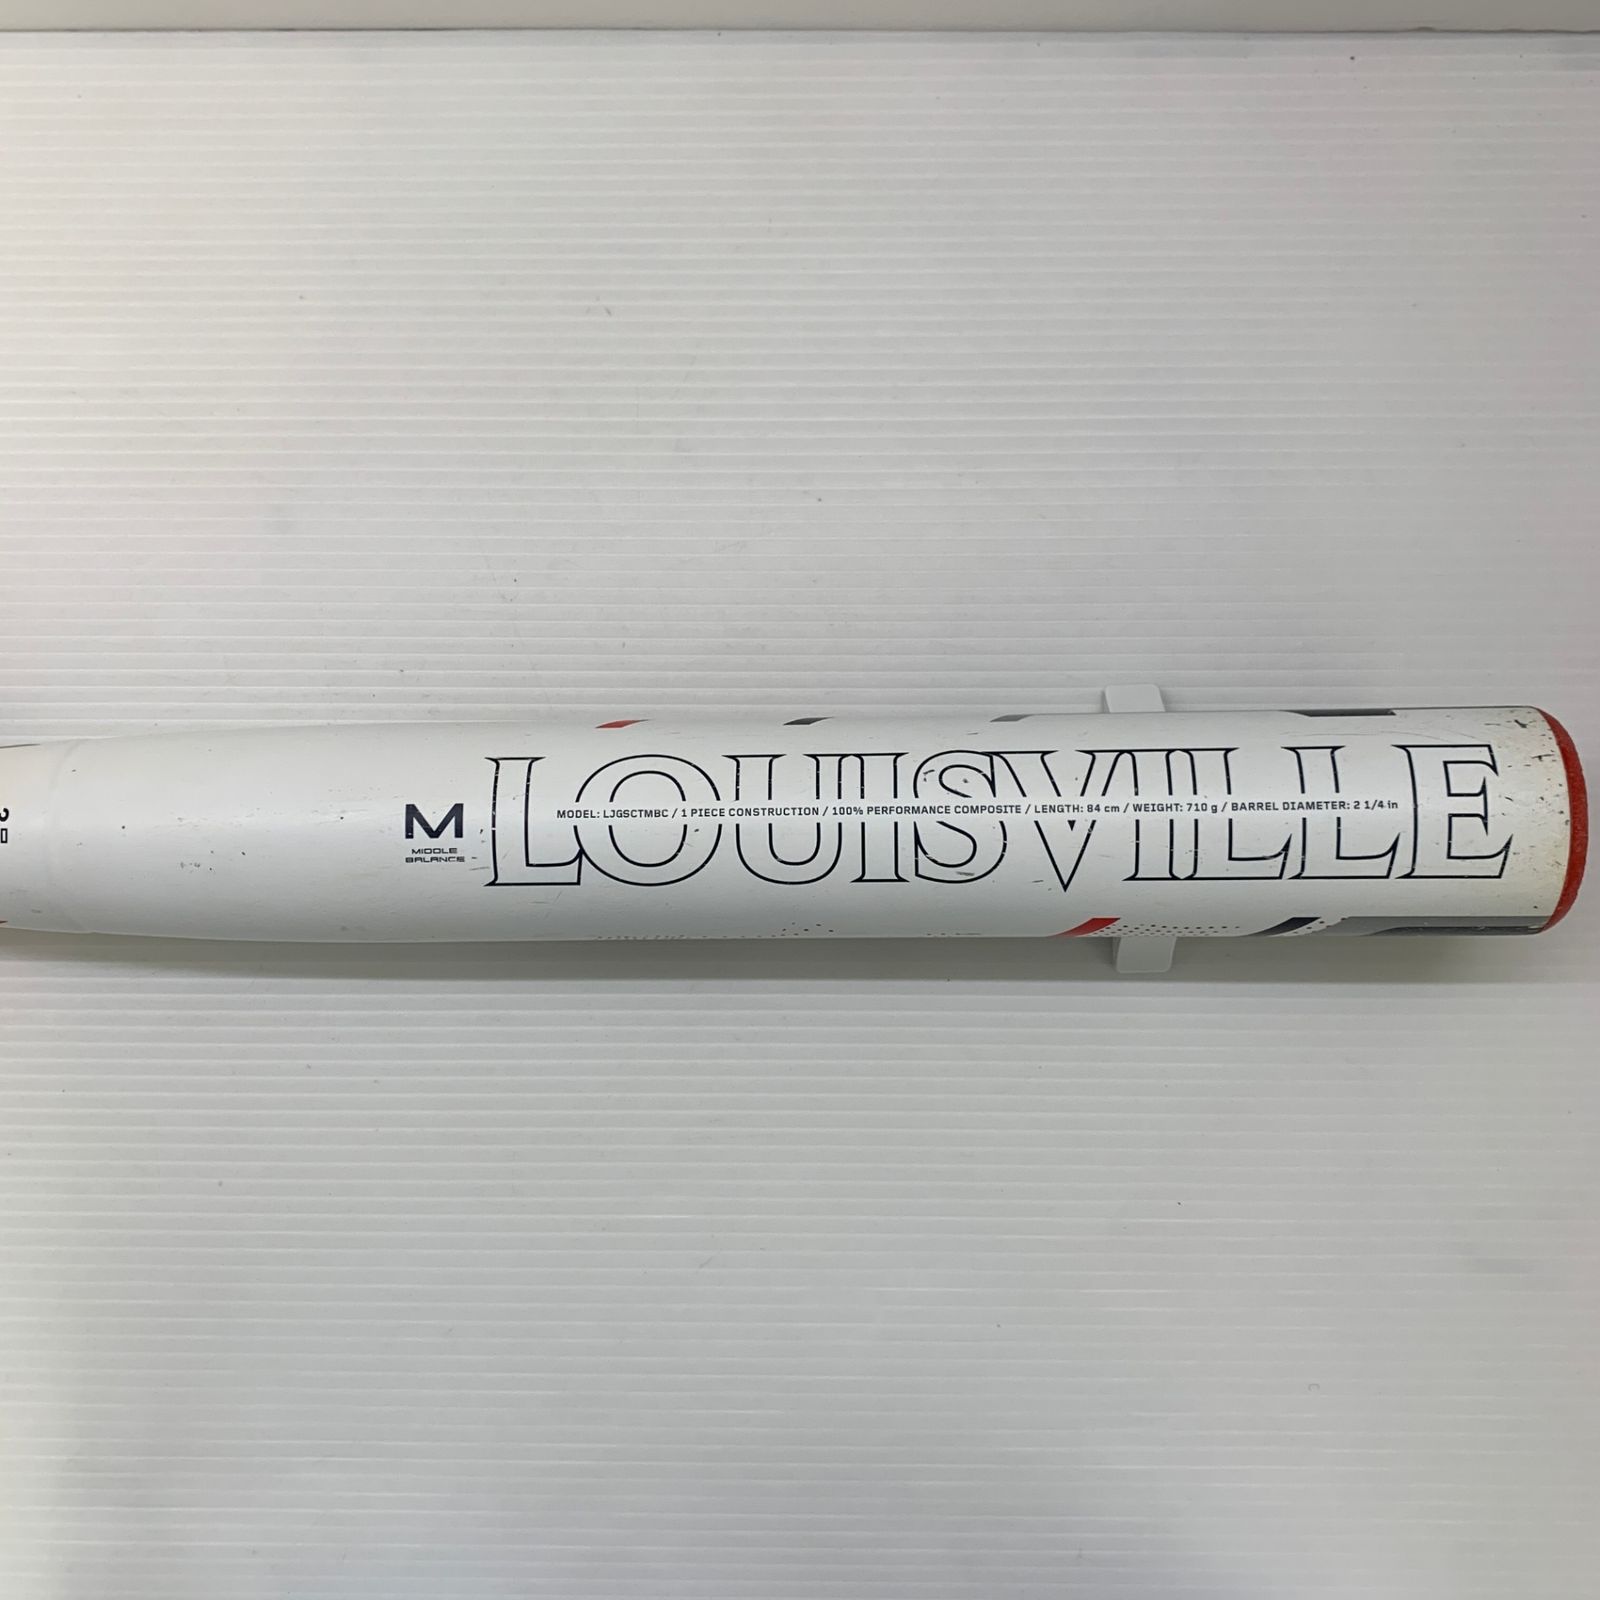 M
MIDDLE
BALANCE
LOUISVILLE
MODEL: LJGSCTMBC / 1 PIECE CONSTRUCTION / 100% PERFORMANCE COMPOSITE / LENGTH: 84 cm / WEIGHT: 710 g / BARREL DIAMETER: 2 1/4 in